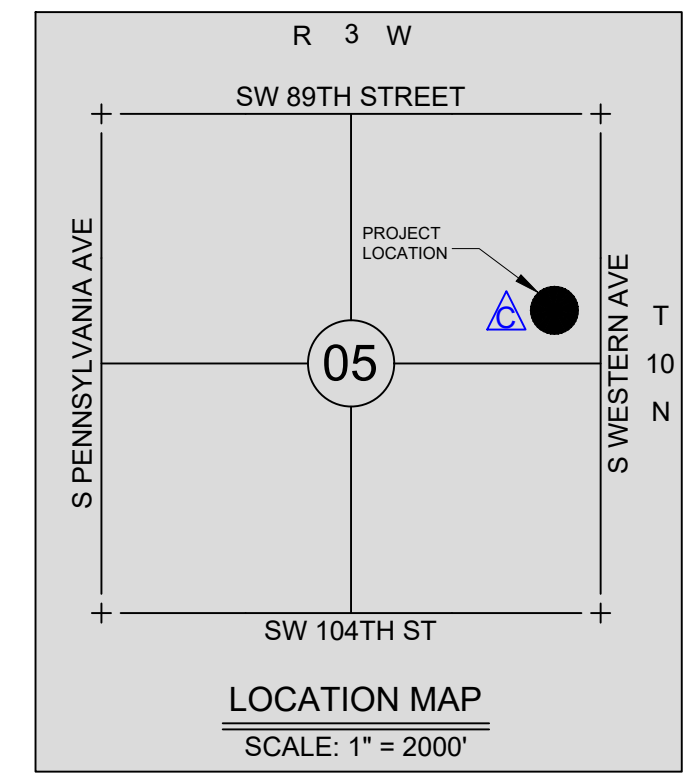 R 3 W
SW 89TH STREET
PROJECT
LOCATION
C
S PENNSYLVANIA AVE
05
S WESTERN AVE
T
10
N
SW 104TH ST
LOCATION MAP
SCALE: 1" = 2000'